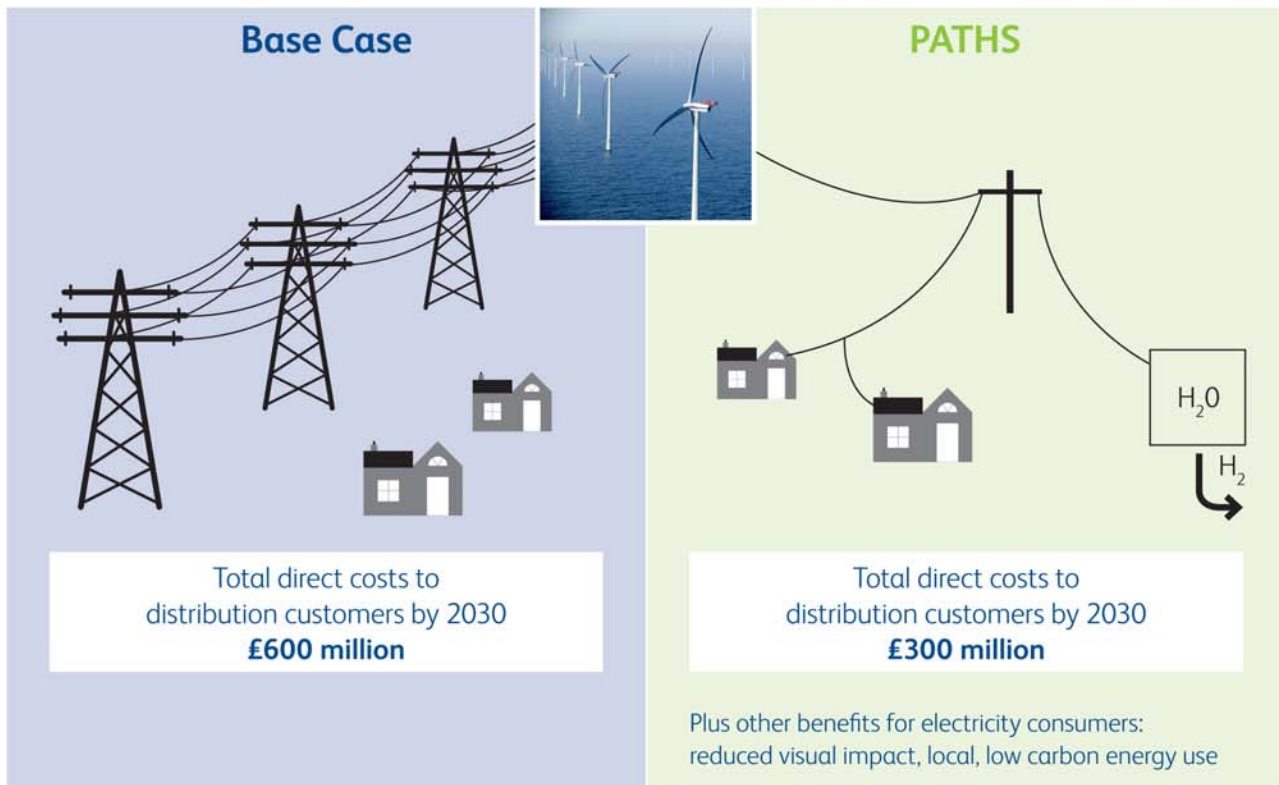 Base Case
PATHS
H₂0
H₂
Total direct costs to
distribution customers by 2030
£600 million
Total direct costs to
distribution customers by 2030
£300 million
Plus other benefits for electricity consumers:
reduced visual impact, local, low carbon energy use